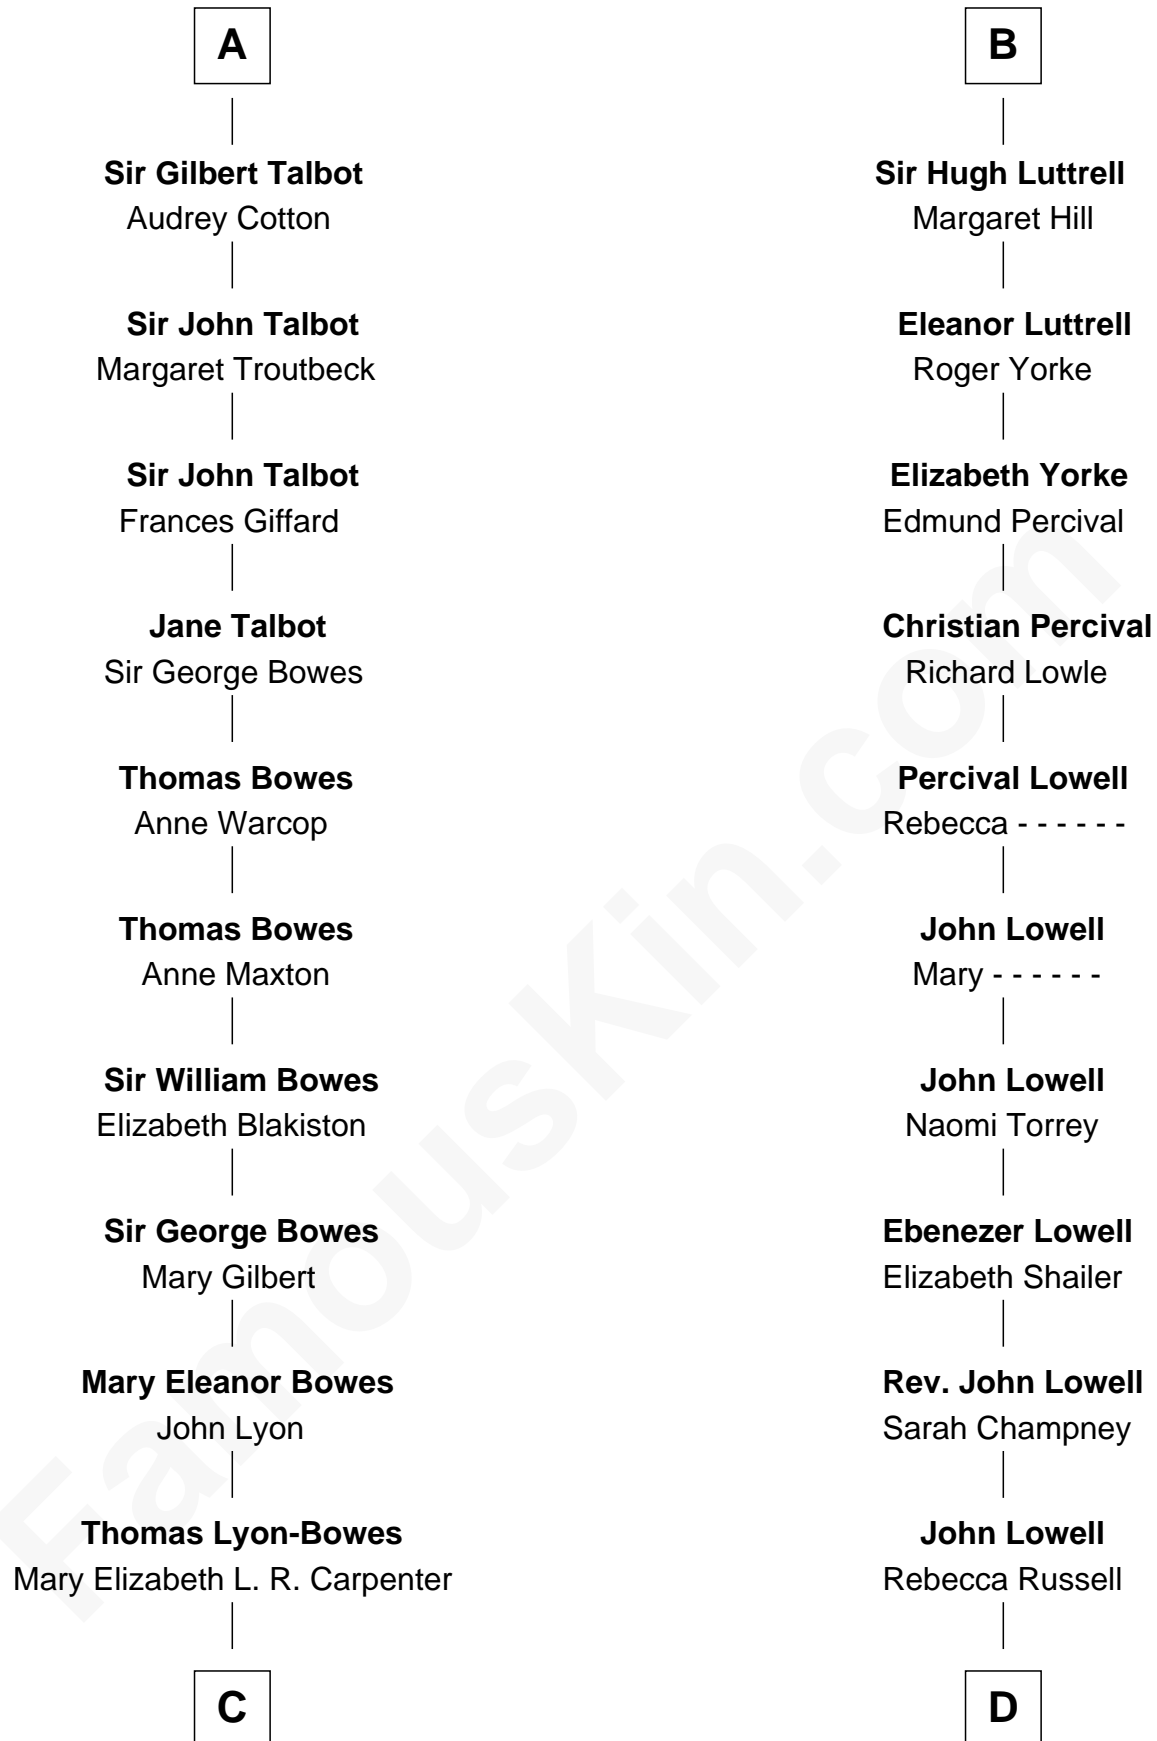 A
Sir Gilbert Talbot
Audrey Cotton
Sir John Talbot
Margaret Troutbeck
Sir John Talbot
Frances Giffard
Jane Talbot
Sir George Bowes
Thomas Bowes
Anne Warcop
Thomas Bowes
Anne Maxton
Sir William Bowes
Elizabeth Blakiston
Sir George Bowes
Mary Gilbert
Mary Eleanor Bowes
John Lyon
Thomas Lyon-Bowes
Mary Elizabeth L. R. Carpenter
C
B
Sir Hugh Luttrell
Margaret Hill
Eleanor Luttrell
Roger Yorke
Elizabeth Yorke
Edmund Percival
Christian Percival
Richard Lowle
Percival Lowell
Rebecca - - - - - -
John Lowell
Mary - - - - - -
John Lowell
Naomi Torrey
Ebenezer Lowell
Elizabeth Shailer
Rev. John Lowell
Sarah Champney
John Lowell
Rebecca Russell
D
FamousKin.com